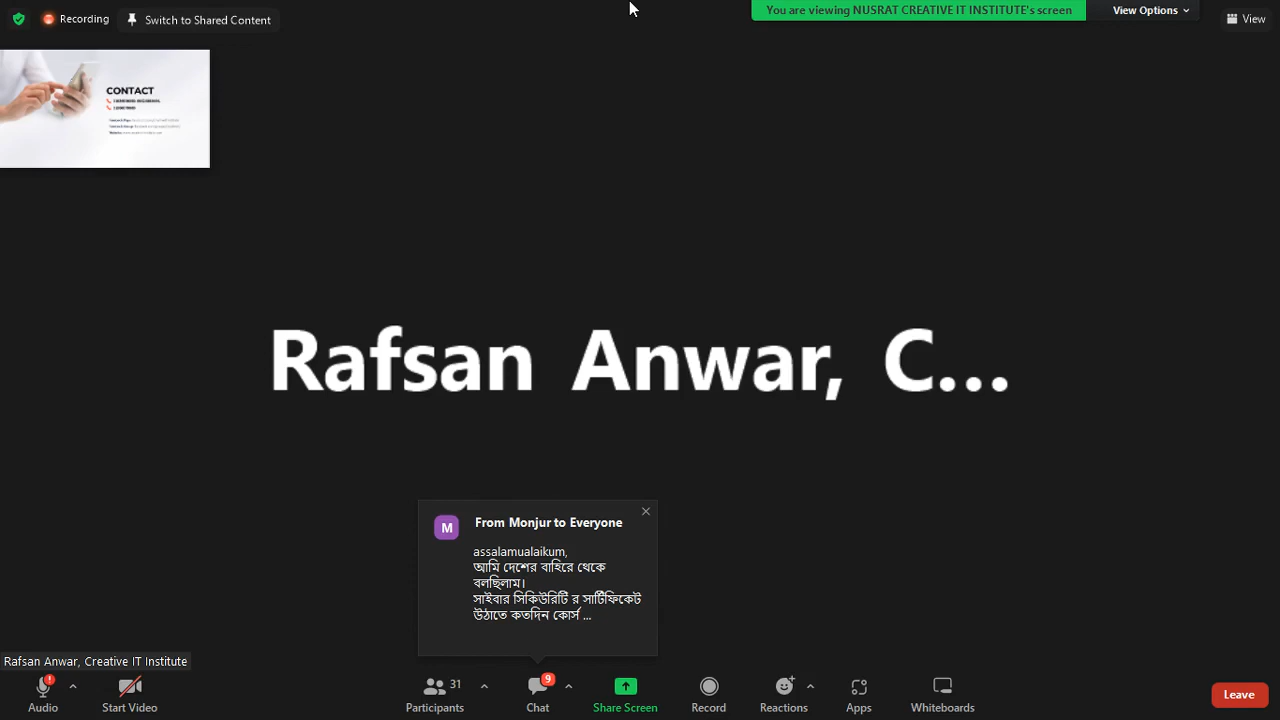 Recording
Switch to Shared Content
You are viewing NUSRAT CREATIVE IT INSTITUTE's screen
View Options
View
CONTACT
Rafsan Anwar, C...
M
From Monjur to Everyone
assalamualaikum,
আমি দেশের বাহিরে থেকে
বলছিলাম।
সাইবার সিকিউরিটি র সার্টিফিকেট
উঠাতে কতদিন কোর্স ...
Rafsan Anwar, Creative IT Institute
Audio
Start Video
31
Participants
9
Chat
Share Screen
Record
Reactions
Apps
Whiteboards
Leave